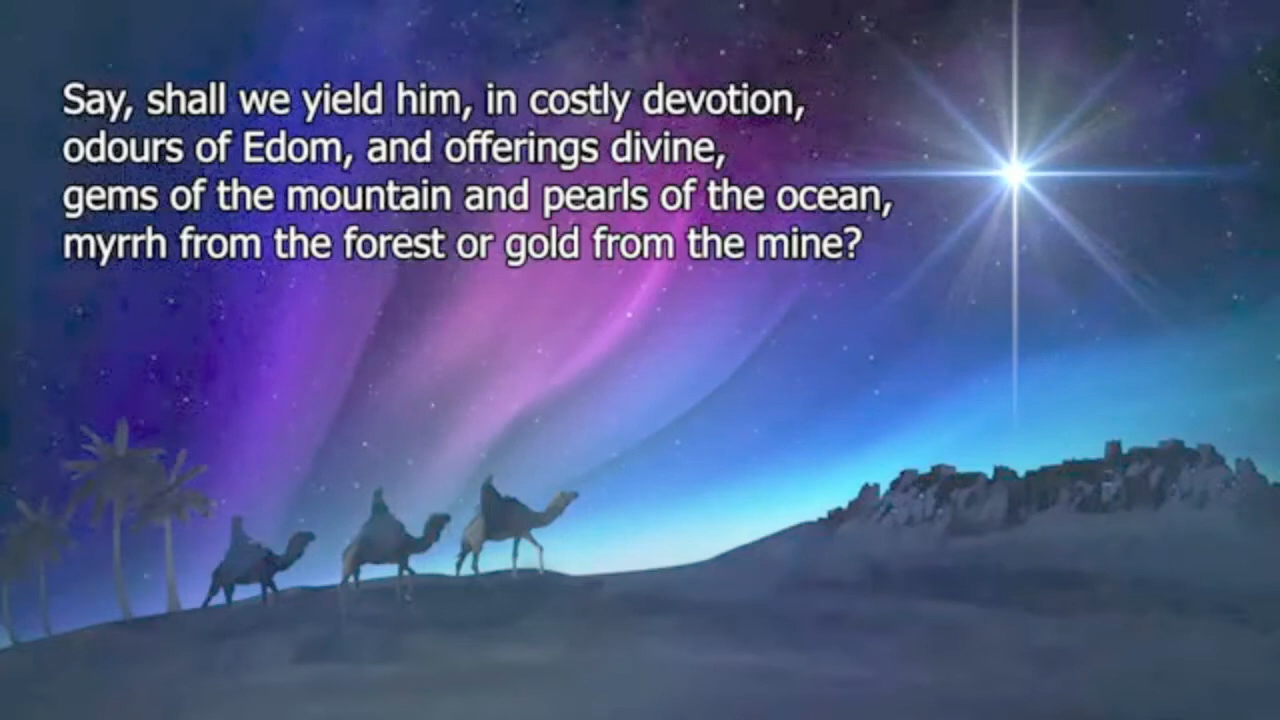 Say, shall we yield him, in costly devotion,
odours of Edom, and offerings divine,
gems of the mountain and pearls of the ocean,
myrrh from the forest or gold from the mine?